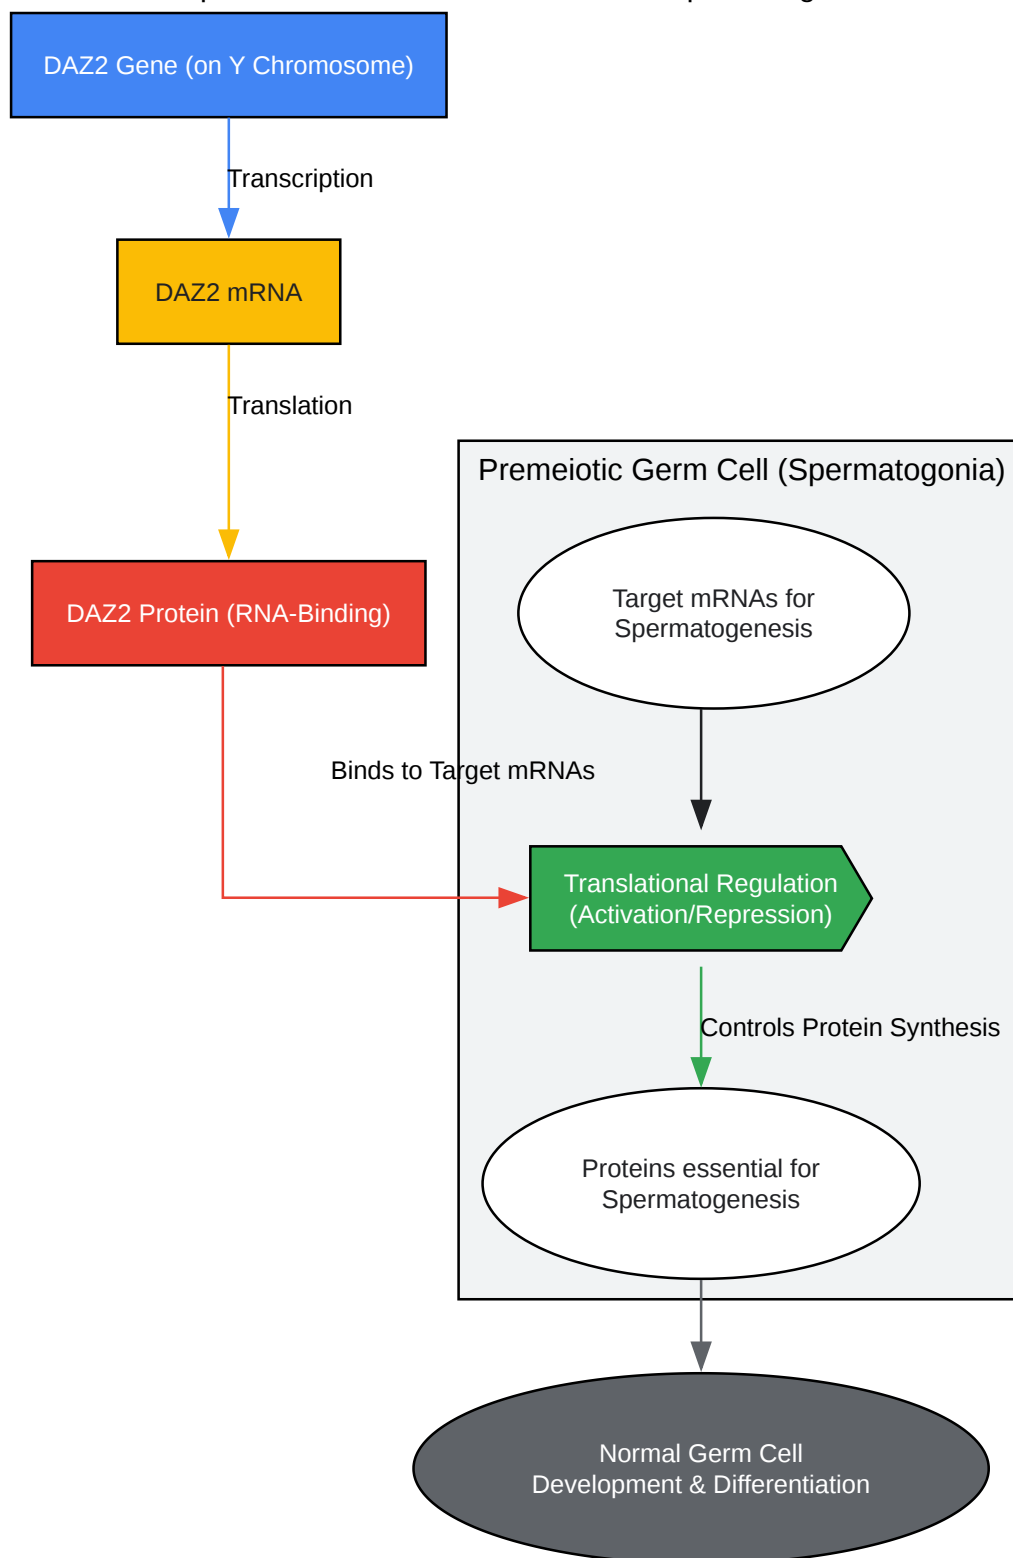 DAZ2 Gene (on Y Chromosome)
Transcription
DAZ2 mRNA
Translation
Premeiotic Germ Cell (Spermatogonia)
Target mRNAs for
Spermatogenesis
DAZ2 Protein (RNA-Binding)
Binds to Target mRNAs
Translational Regulation
(Activation/Repression)
Controls Protein Synthesis
Proteins essential for
Spermatogenesis
Normal Germ Cell
Development & Differentiation